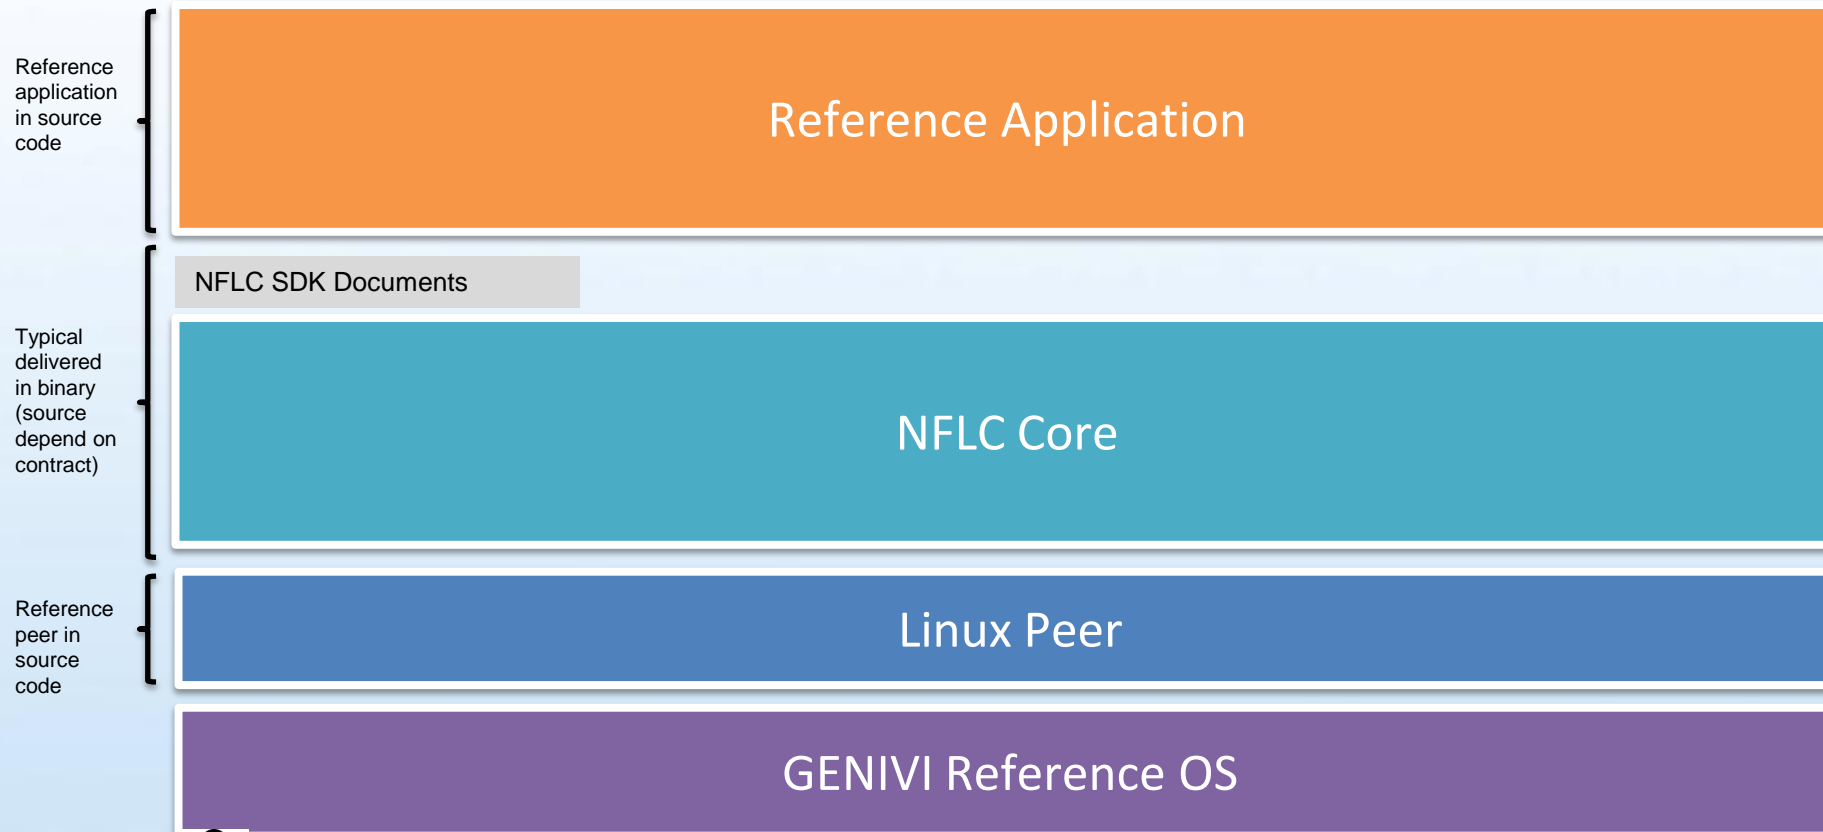 Reference
application
in source
code
Reference Application
NFLC SDK Documents
Typical
delivered
in binary
(source
depend on
contract)
NFLC Core
Reference
peer in
source
code
Linux Peer
GENIVI Reference OS